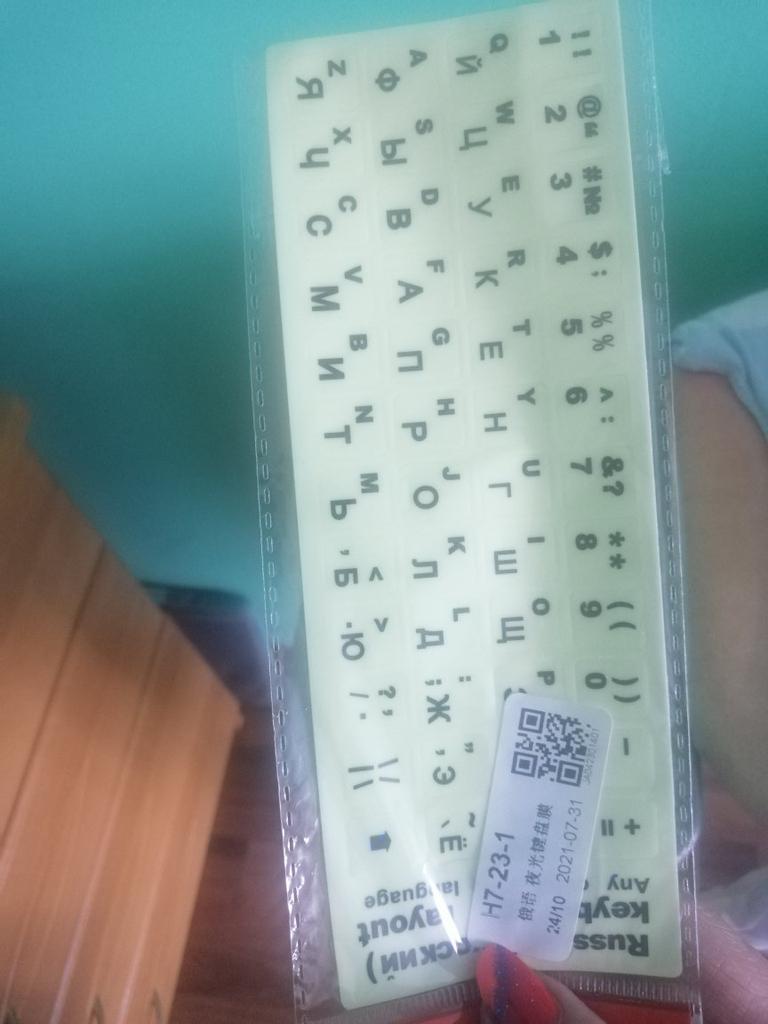 !! @" #№ $; %% ^: &? ** (( )) +
1 2 3 4 5 6 7 8 9 0 - =
Q W E R T Y U I O P
Й Ц У К Е Н Г Ш Щ
A S D F G H J K L : " ~
Ф Ы В А П Р О Л Д ;Ж 'Э `Ё
Z X C V B N M < > ?, \/
Я Ч С М И Т Ь ,Б .Ю /. \|
Any language
H7-23-1
俄语 夜光键盘膜
24/10 2021-07-31